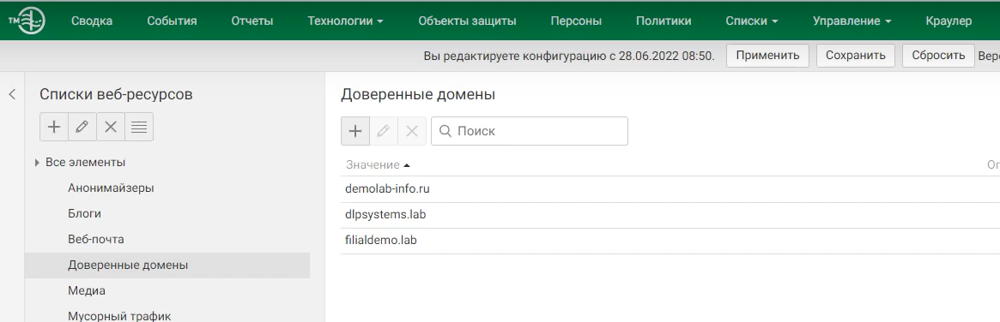 TM Сводка События Отчеты Технологии Объекты защиты Персоны Политики Списки Управление Краулер
Вы редактируете конфигурацию с 28.06.2022 08:50. Применить Сохранить Сбросить
Списки веб-ресурсов
Все элементы
Анонимайзеры
Блоги
Веб-почта
Доверенные домены
Медиа
Мусорный трафик
Доверенные домены
Поиск
Значение
demolab-info.ru
dlpsystems.lab
filialdemo.lab